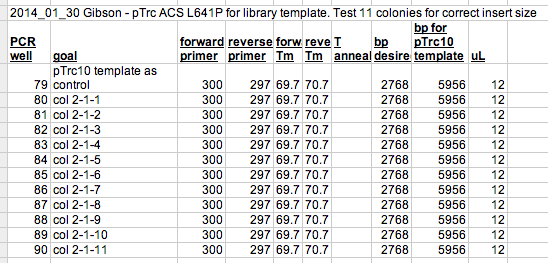 2014_01_30 Gibson - pTrc ACS L641P for library template. Test 11 colonies for correct insert size
PCR well goal forward primer reverse primer forw Tm reve Tm T anneal bp desire bp for pTrc10 template uL
79 pTrc10 template as control 300 297 69.7 70.7 2768 5956 12
80 col 2-1-1 300 297 69.7 70.7 2768 5956 12
81 col 2-1-2 300 297 69.7 70.7 2768 5956 12
82 col 2-1-3 300 297 69.7 70.7 2768 5956 12
83 col 2-1-4 300 297 69.7 70.7 2768 5956 12
84 col 2-1-5 300 297 69.7 70.7 2768 5956 12
85 col 2-1-6 300 297 69.7 70.7 2768 5956 12
86 col 2-1-7 300 297 69.7 70.7 2768 5956 12
87 col 2-1-8 300 297 69.7 70.7 2768 5956 12
88 col 2-1-9 300 297 69.7 70.7 2768 5956 12
89 col 2-1-10 300 297 69.7 70.7 2768 5956 12
90 col 2-1-11 300 297 69.7 70.7 2768 5956 12